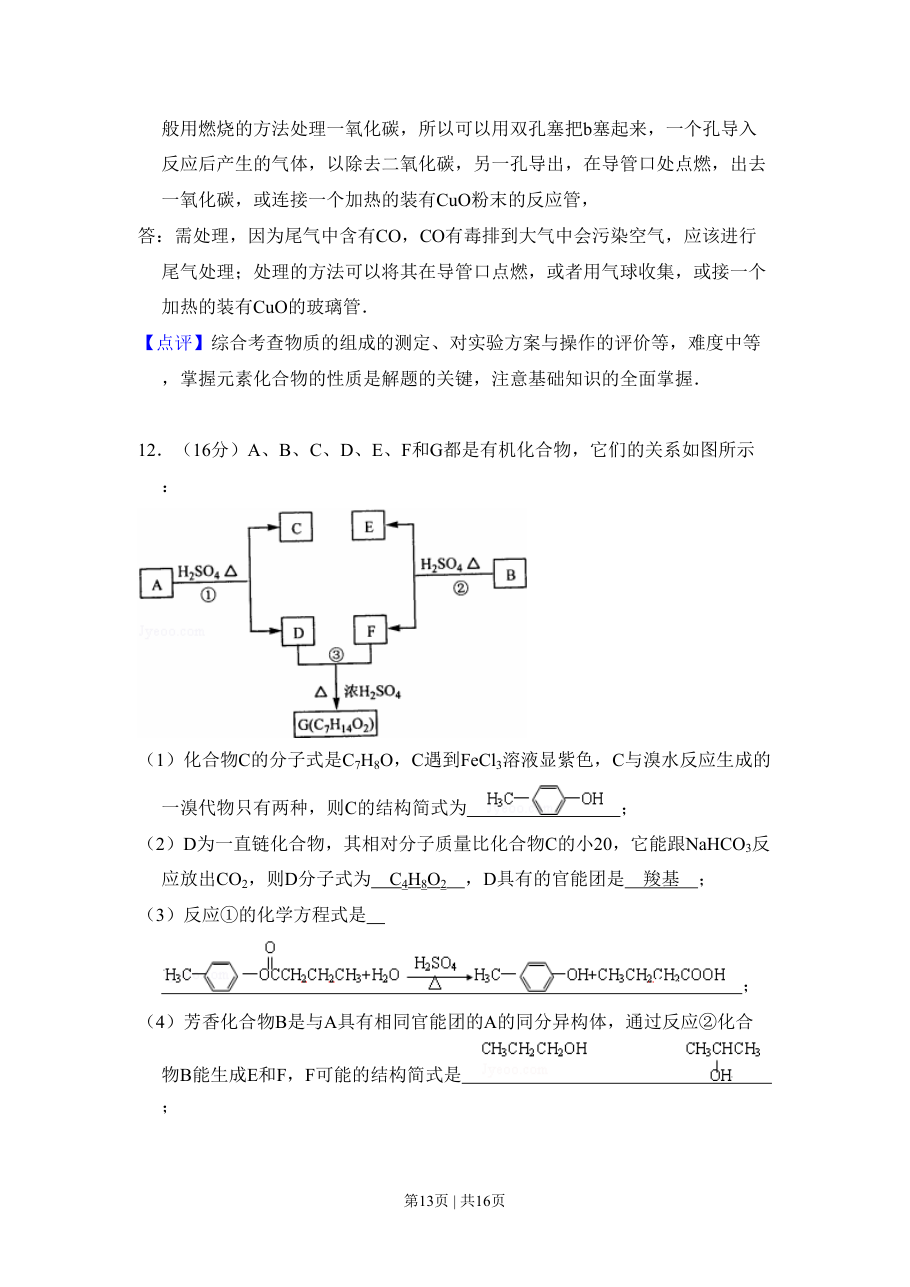 般用燃烧的方法处理一氧化碳，所以可以用双孔塞把b塞起来，一个孔导入
反应后产生的气体，以除去二氧化碳，另一孔导出，在导管口处点燃，出去
一氧化碳，或连接一个加热的装有CuO粉末的反应管，
答：需处理，因为尾气中含有CO，CO有毒排到大气中会污染空气，应该进行
尾气处理；处理的方法可以将其在导管口点燃，或者用气球收集，或接一个
加热的装有CuO的玻璃管．
【点评】综合考查物质的组成的测定、对实验方案与操作的评价等，难度中等
，掌握元素化合物的性质是解题的关键，注意基础知识的全面掌握．
12．（16分）A、B、C、D、E、F和G都是有机化合物，它们的关系如图所示
：
C E
A H₂SO₄ △ ① H₂SO₄ △ ② B
jyeoo.com
D F
③
△ 浓H₂SO₄
G(C₇H₁₄O₂)
（1）化合物C的分子式是C₇H₈O，C遇到FeCl₃溶液显紫色，C与溴水反应生成的
一溴代物只有两种，则C的结构简式为 H₃C OH ；
（2）D为一直链化合物，其相对分子质量比化合物C的小20，它能跟NaHCO₃反
应放出CO₂，则D分子式为 C₄H₈O₂ ，D具有的官能团是 羧基 ；
（3）反应①的化学方程式是
O
H₃C OCCH₂CH₂CH₃+H₂O H₂SO₄ △ H₃C OH+CH₃CH₂CH₂COOH ；
（4）芳香化合物B是与A具有相同官能团的A的同分异构体，通过反应②化合
CH₃CH₂CH₂OH CH₃CHCH₃
物B能生成E和F，F可能的结构简式是 jyeoo.com OH
；
第13页 | 共16页